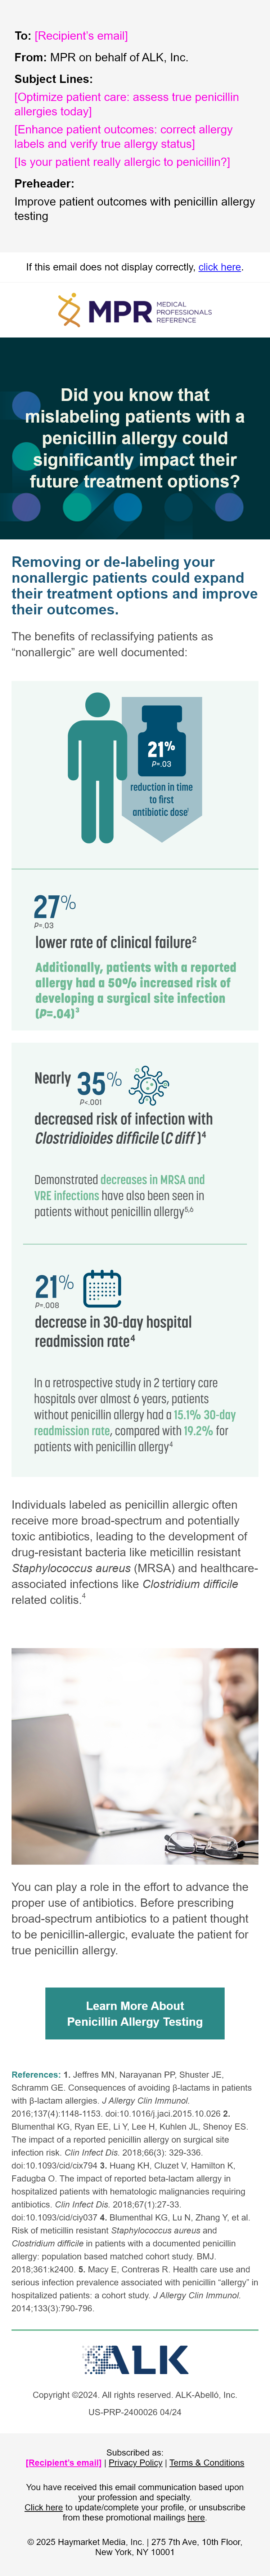 To: [Recipient's email]
From: MPR on behalf of ALK, Inc.
Subject Lines:
[Optimize patient care: assess true penicillin
allergies today]
[Enhance patient outcomes: correct allergy
labels and verify true allergy status]
[Is your patient really allergic to penicillin?]
Preheader:
Improve patient outcomes with penicillin allergy
testing
If this email does not display correctly, click here.
MPR MEDICAL
PROFESSIONALS
REFERENCE
Did you know that
mislabeling patients with a
penicillin allergy could
significantly impact their
future treatment options?
Removing or de-labeling your
nonallergic patients could expand
their treatment options and improve
their outcomes.
The benefits of reclassifying patients as
“nonallergic” are well documented:
21%
P=.03
reduction in time
to first
antibiotic dose¹
27%
P=.03
lower rate of clinical failure²
Additionally, patients with a reported
allergy had a 50% increased risk of
developing a surgical site infection
(P=.04)³
Nearly 35%
P<.001
decreased risk of infection with
Clostridioides difficile (C diff )⁴
Demonstrated decreases in MRSA and
VRE infections have also been seen in
patients without penicillin allergy⁵,⁶
21%
P=.008
decrease in 30-day hospital
readmission rate⁴
In a retrospective study in 2 tertiary care
hospitals over almost 6 years, patients
without penicillin allergy had a 15.1% 30-day
readmission rate, compared with 19.2% for
patients with penicillin allergy⁴
Individuals labeled as penicillin allergic often
receive more broad-spectrum and potentially
toxic antibiotics, leading to the development of
drug-resistant bacteria like meticillin resistant
Staphylococcus aureus (MRSA) and healthcare-
associated infections like Clostridium difficile
related colitis.⁴
You can play a role in the effort to advance the
proper use of antibiotics. Before prescribing
broad-spectrum antibiotics to a patient thought
to be penicillin-allergic, evaluate the patient for
true penicillin allergy.
Learn More About
Penicillin Allergy Testing
References: 1. Jeffres MN, Narayanan PP, Shuster JE,
Schramm GE. Consequences of avoiding β-lactams in patients
with β-lactam allergies. J Allergy Clin Immunol.
2016;137(4):1148-1153. doi:10.1016/j.jaci.2015.10.026 2.
Blumenthal KG, Ryan EE, Li Y, Lee H, Kuhlen JL, Shenoy ES.
The impact of a reported penicillin allergy on surgical site
infection risk. Clin Infect Dis. 2018;66(3): 329-336.
doi:10.1093/cid/cix794 3. Huang KH, Cluzet V, Hamilton K,
Fadugba O. The impact of reported beta-lactam allergy in
hospitalized patients with hematologic malignancies requiring
antibiotics. Clin Infect Dis. 2018;67(1):27-33.
doi:10.1093/cid/ciy037 4. Blumenthal KG, Lu N, Zhang Y, et al.
Risk of meticillin resistant Staphylococcus aureus and
Clostridium difficile in patients with a documented penicillin
allergy: population based matched cohort study. BMJ.
2018;361:k2400. 5. Macy E, Contreras R. Health care use and
serious infection prevalence associated with penicillin “allergy” in
hospitalized patients: a cohort study. J Allergy Clin Immunol.
2014;133(3):790-796.
ALK
Copyright ©2024. All rights reserved. ALK-Abelló, Inc.
US-PRP-2400026 04/24
Subscribed as:
[Recipient's email] | Privacy Policy | Terms & Conditions
You have received this email communication based upon
your profession and specialty.
Click here to update/complete your profile, or unsubscribe
from these promotional mailings here.
© 2025 Haymarket Media, Inc. | 275 7th Ave, 10th Floor,
New York, NY 10001